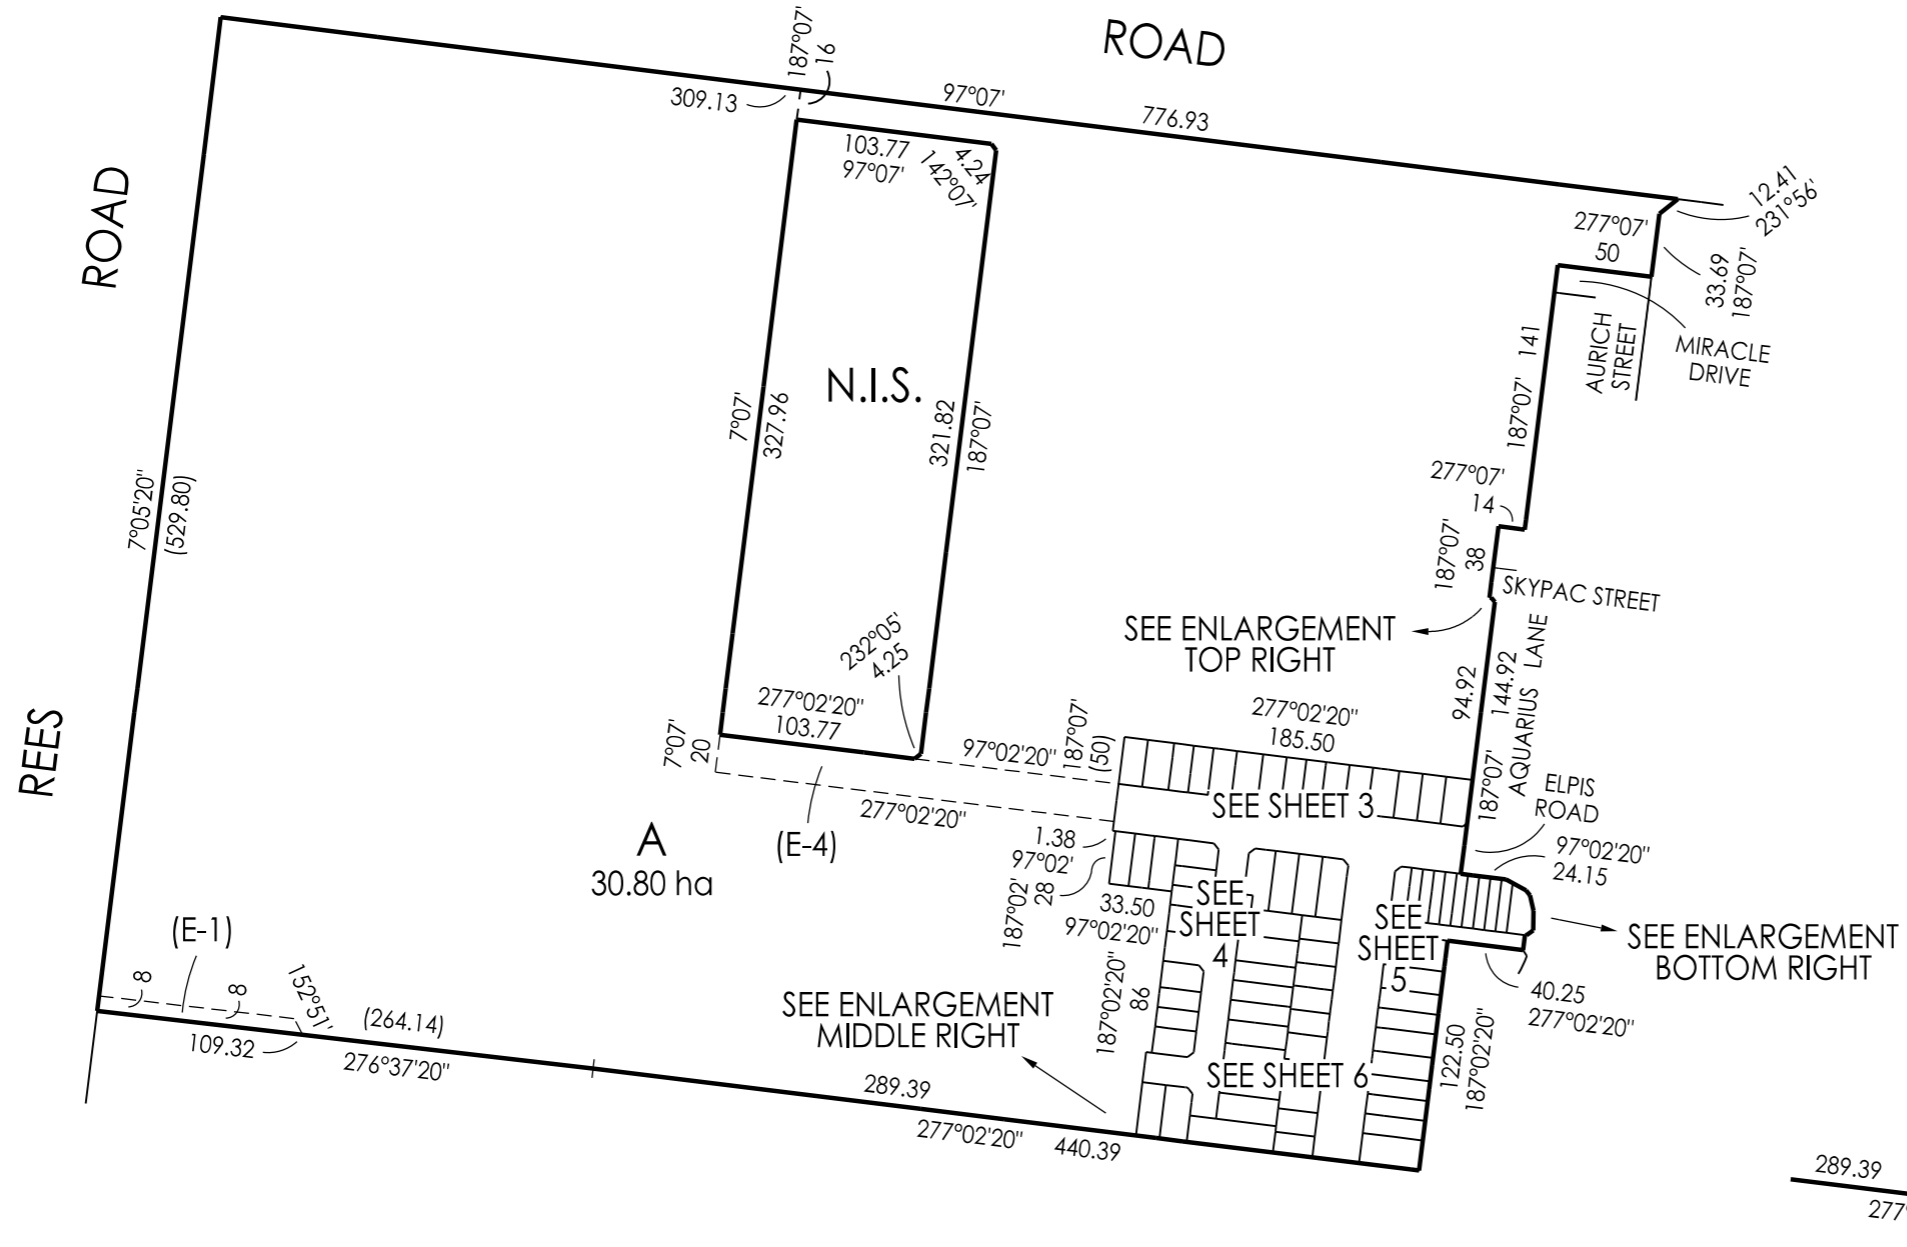 ROAD
187°07'
16
309.13
97°07'
776.93
12.41
231°56'
103.77
97°07'
4.24
142°07'
277°07'
50
33.69
187°07'
ROAD
AURICH
STREET
MIRACLE
DRIVE
141
187°07'
N.I.S.
7°07'
327.96
321.82
187°07'
277°07'
14
7°05'20"
(529.80)
187°07'
38
SKYPAC STREET
SEE ENLARGEMENT
TOP RIGHT
232°05'
4.25
277°02'20"
103.77
94.92
144.92
187°07'
AQUARIUS LANE
REES
7°07'
20
97°02'20"
187°07'
(50)
277°02'20"
185.50
SEE SHEET 3
ELPIS
ROAD
277°02'20"
(E-4)
A
30.80 ha
1.38
97°02'
187°02'
28
97°02'20"
24.15
33.50
97°02'20"
SEE
SHEET
4
SEE
SHEET
5
SEE ENLARGEMENT
BOTTOM RIGHT
(E-1)
8
8
152°51'
(264.14)
109.32
276°37'20"
SEE ENLARGEMENT
MIDDLE RIGHT
187°02'20"
86
40.25
277°02'20"
SEE SHEET 6
122.50
187°02'20"
289.39
277°02'20"
440.39
289.39
277°